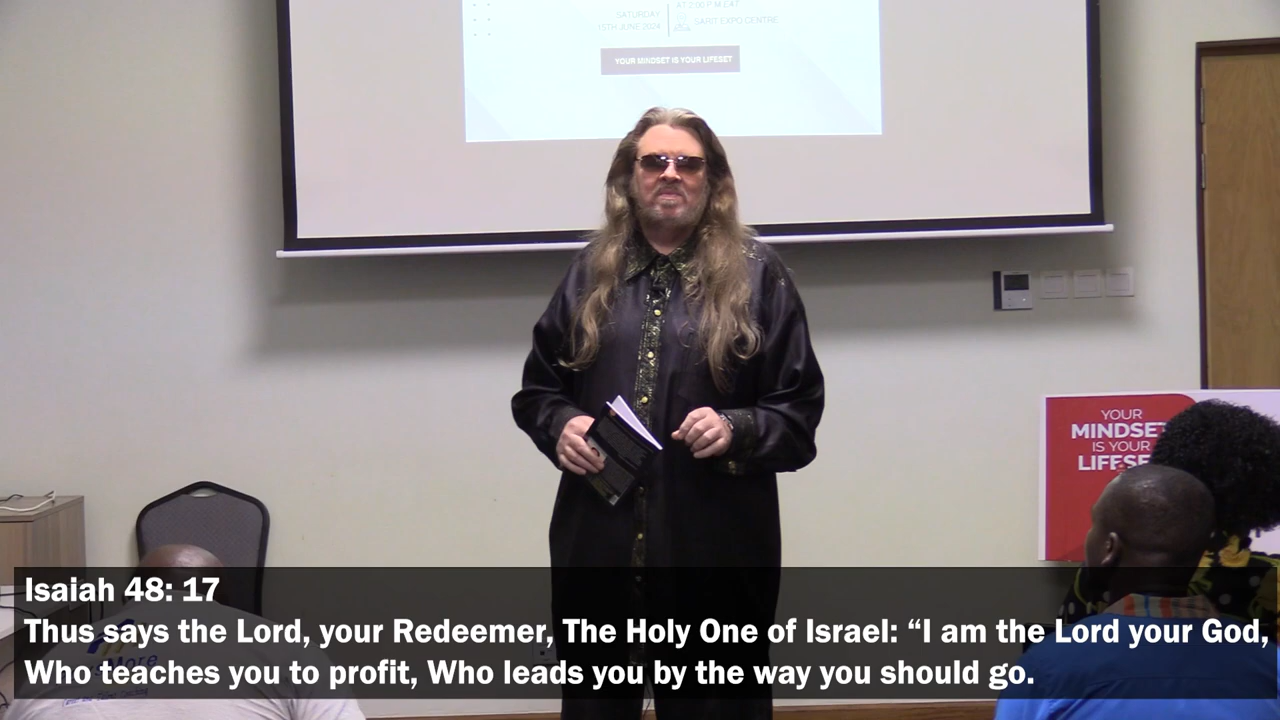 AT 2:00 P.M EAT
SATURDAY
15TH JUNE 2024
SARIT EXPO CENTRE
YOUR MINDSET IS YOUR LIFESET
YOUR
MINDSET
IS YOUR
LIFESE
Isaiah 48: 17
Thus says the Lord, your Redeemer, The Holy One of Israel: “I am the Lord your God,
Who teaches you to profit, Who leads you by the way you should go.
More